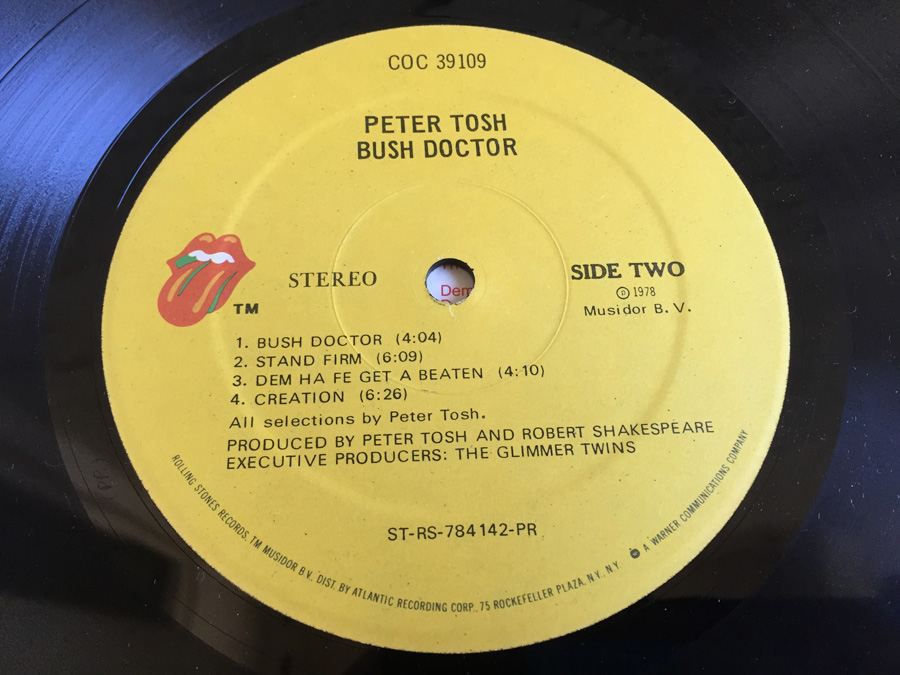 COC 39109
PETER TOSH
BUSH DOCTOR
STEREO
SIDE TWO
Ⓟ 1978
Musidor B. V.
TM
1. BUSH DOCTOR (4:04)
2. STAND FIRM (6:09)
3. DEM HA FE GET A BEATEN (4:10)
4. CREATION (6:26)
All selections by Peter Tosh.
PRODUCED BY PETER TOSH AND ROBERT SHAKESPEARE
EXECUTIVE PRODUCERS: THE GLIMMER TWINS
ST-RS-784142-PR
ROLLING STONES RECORDS, TM MUSIDOR B.V. DIST. BY ATLANTIC RECORDING CORP., 75 ROCKEFELLER PLAZA, N.Y., N.Y. A WARNER COMMUNICATIONS COMPANY